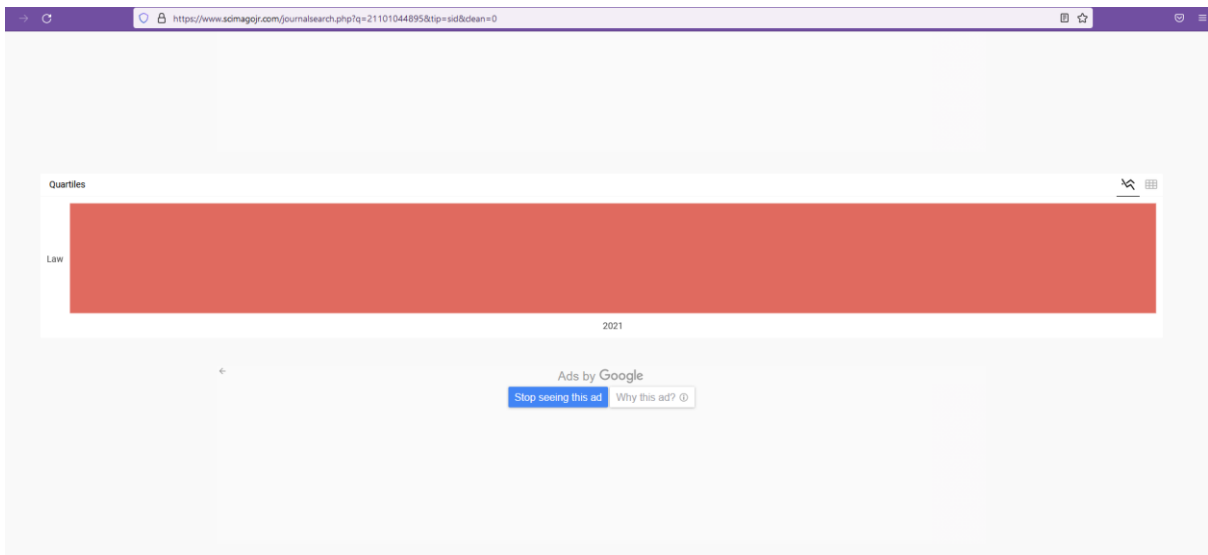 https://www.scimagojr.com/journalsearch.php?q=21101044895&tip=sid&clean=0
Quartiles
Law
2021
Ads by Google
Stop seeing this ad Why this ad?